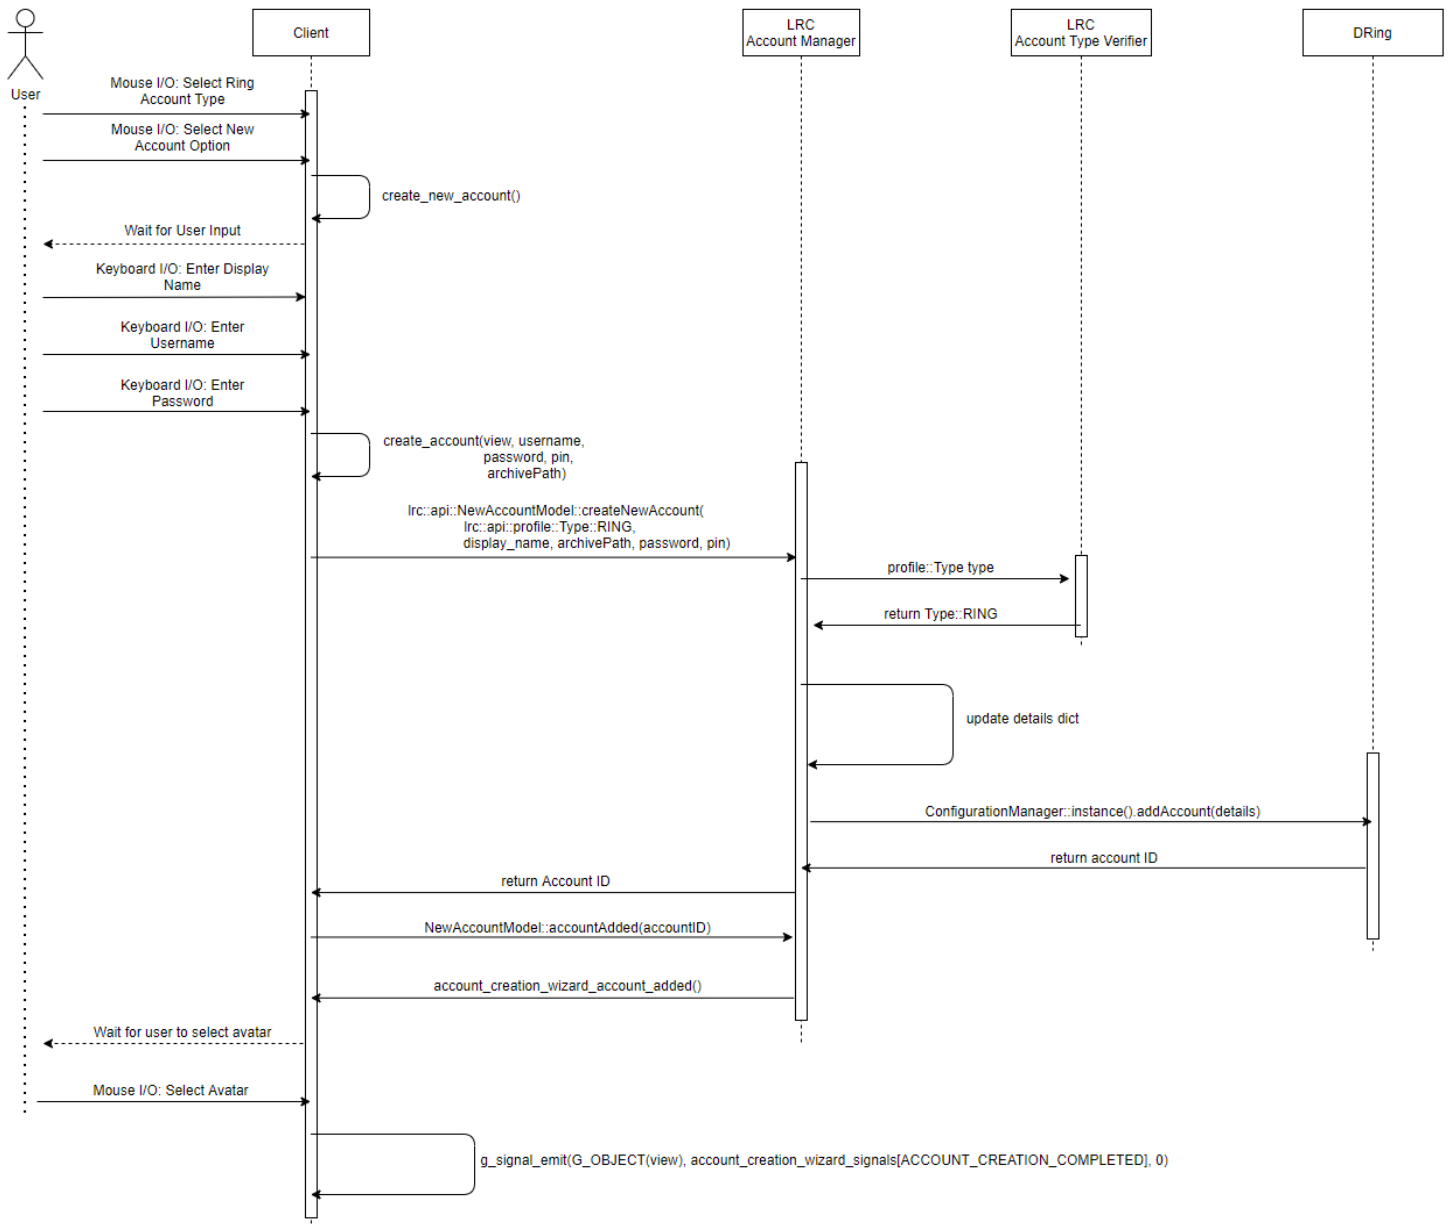 Client
LRC
Account Manager
LRC
Account Type Verifier
DRing
User
Mouse I/O: Select Ring
Account Type
Mouse I/O: Select New
Account Option
create_new_account()
Wait for User Input
Keyboard I/O: Enter Display
Name
Keyboard I/O: Enter
Username
Keyboard I/O: Enter
Password
create_account(view, username,
password, pin,
archivePath)
lrc::api::NewAccountModel::createNewAccount(
lrc::api::profile::Type::RING,
display_name, archivePath, password, pin)
profile::Type type
return Type::RING
update details dict
ConfigurationManager::instance().addAccount(details)
return account ID
return Account ID
NewAccountModel::accountAdded(accountID)
account_creation_wizard_account_added()
Wait for user to select avatar
Mouse I/O: Select Avatar
g_signal_emit(G_OBJECT(view), account_creation_wizard_signals[ACCOUNT_CREATION_COMPLETED], 0)